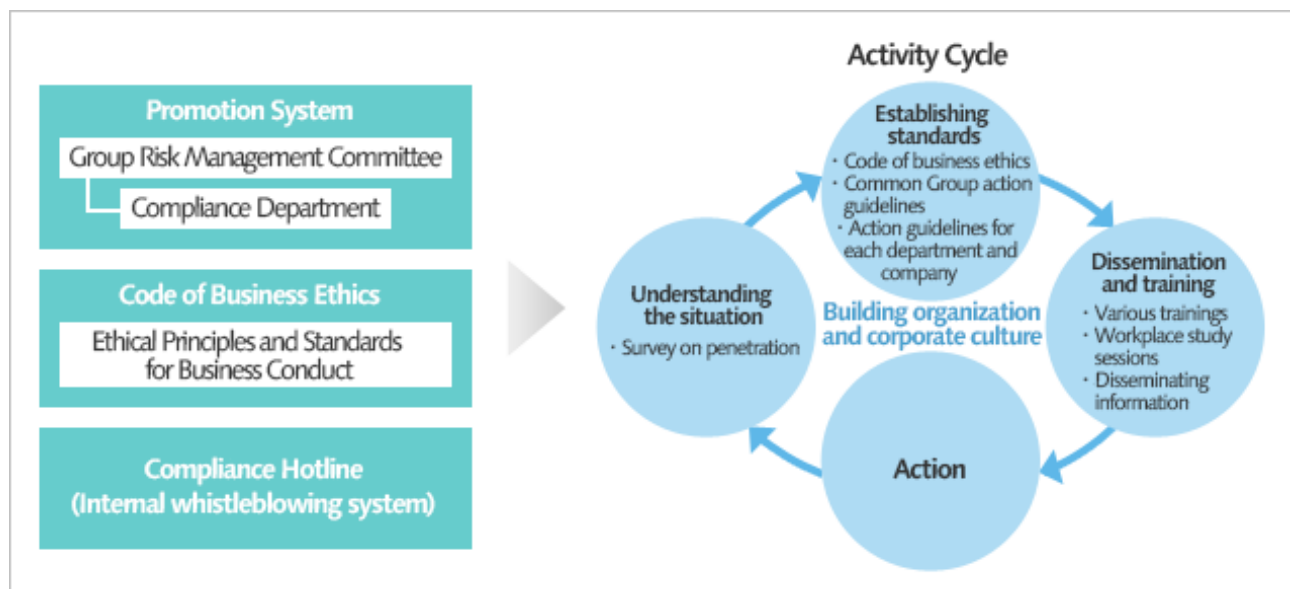 Promotion System
Group Risk Management Committee
Compliance Department
Code of Business Ethics
Ethical Principles and Standards
for Business Conduct
Compliance Hotline
(Internal whistleblowing system)
Activity Cycle
Establishing
standards
・Code of business ethics
・Common Group action
guidelines
・Action guidelines for
each department and
company
Dissemination
and training
・Various trainings
・Workplace study
sessions
・Disseminating
information
Action
Understanding
the situation
・Survey on penetration
Building organization
and corporate culture